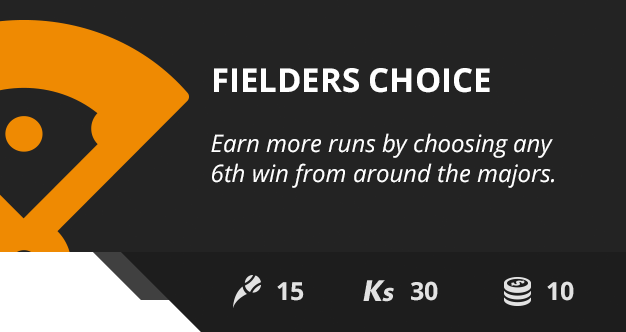 FIELDERS CHOICE
Earn more runs by choosing any
6th win from around the majors.
15 Ks 30 10